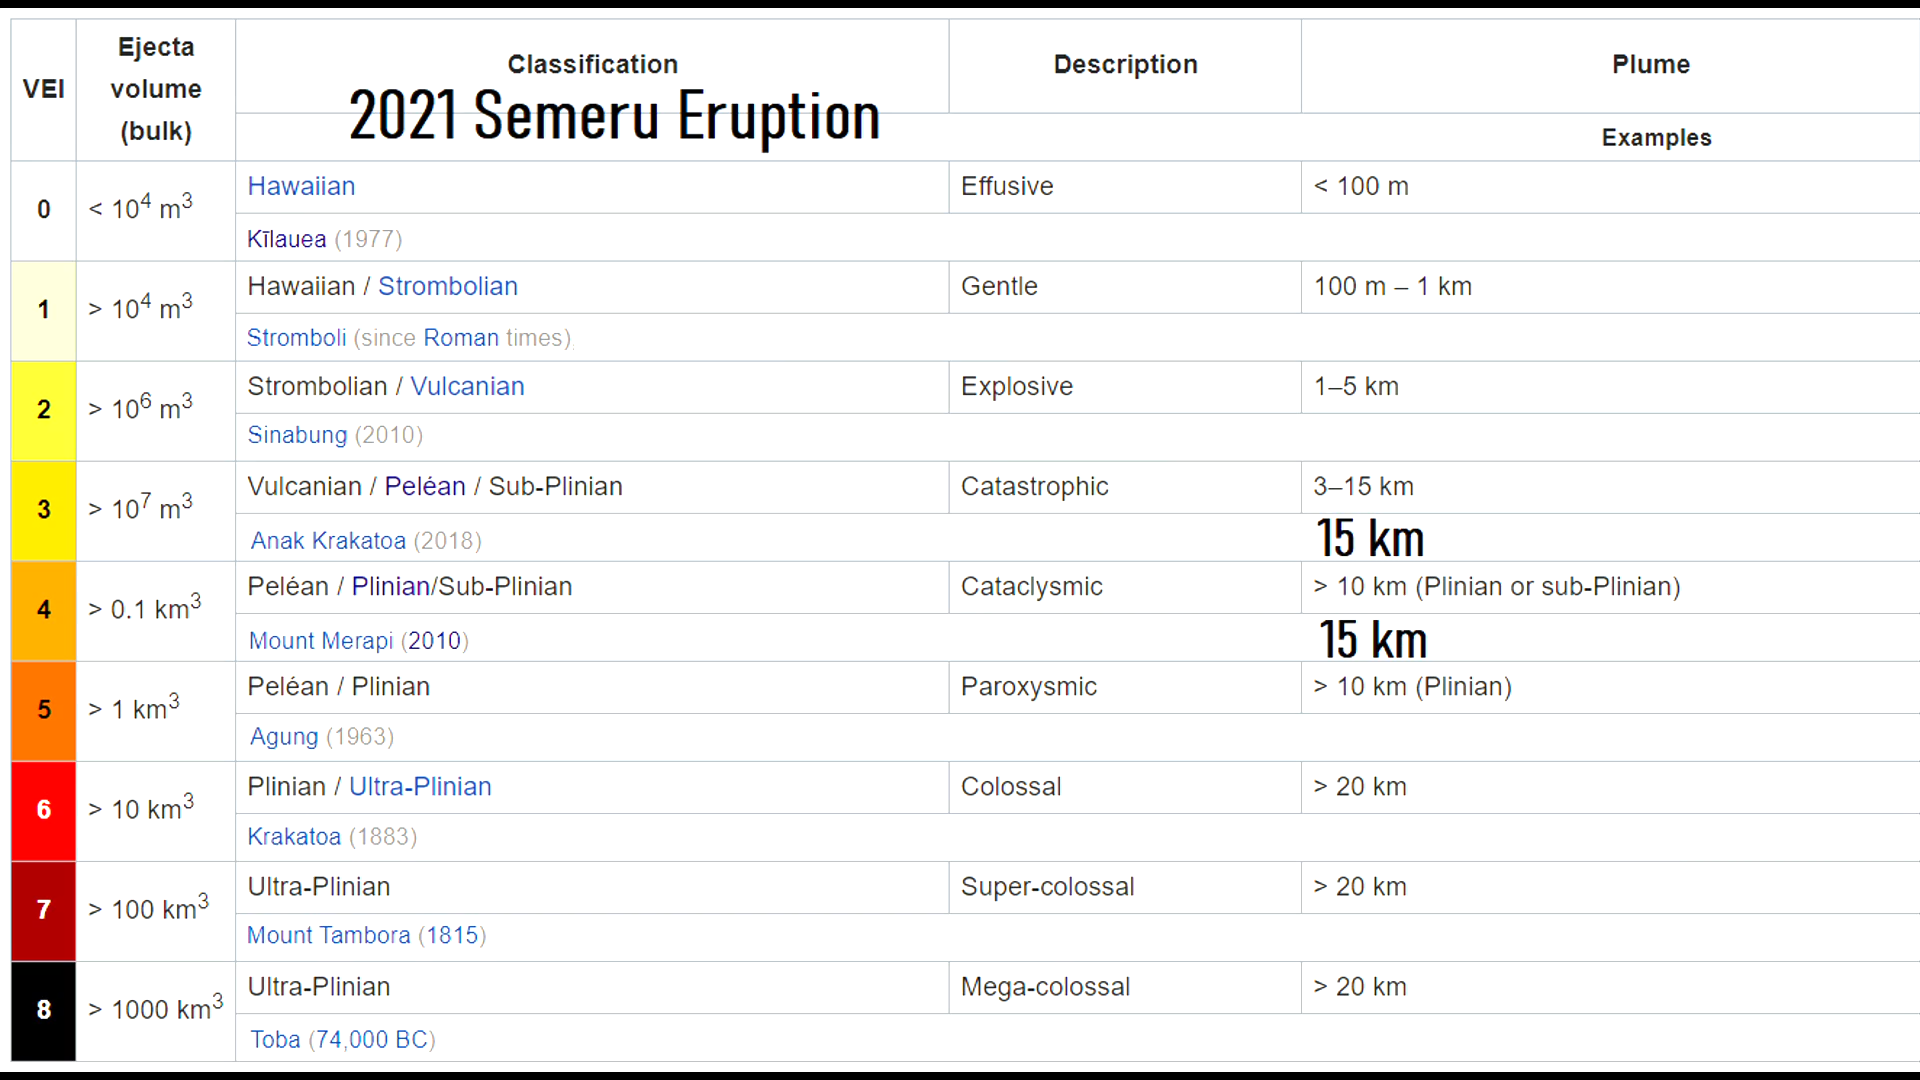 VEI
Ejecta
volume
(bulk)
Classification
Description
Plume
2021 Semeru Eruption
Examples
0
< 10⁴ m³
Hawaiian
Effusive
< 100 m
Kīlauea (1977)
1
> 10⁴ m³
Hawaiian / Strombolian
Gentle
100 m – 1 km
Stromboli (since Roman times)
2
> 10⁶ m³
Strombolian / Vulcanian
Explosive
1–5 km
Sinabung (2010)
3
> 10⁷ m³
Vulcanian / Peléan / Sub-Plinian
Catastrophic
3–15 km
Anak Krakatoa (2018)
15 km
4
> 0.1 km³
Peléan / Plinian/Sub-Plinian
Cataclysmic
> 10 km (Plinian or sub-Plinian)
Mount Merapi (2010)
15 km
5
> 1 km³
Peléan / Plinian
Paroxysmic
> 10 km (Plinian)
Agung (1963)
6
> 10 km³
Plinian / Ultra-Plinian
Colossal
> 20 km
Krakatoa (1883)
7
> 100 km³
Ultra-Plinian
Super-colossal
> 20 km
Mount Tambora (1815)
8
> 1000 km³
Ultra-Plinian
Mega-colossal
> 20 km
Toba (74,000 BC)